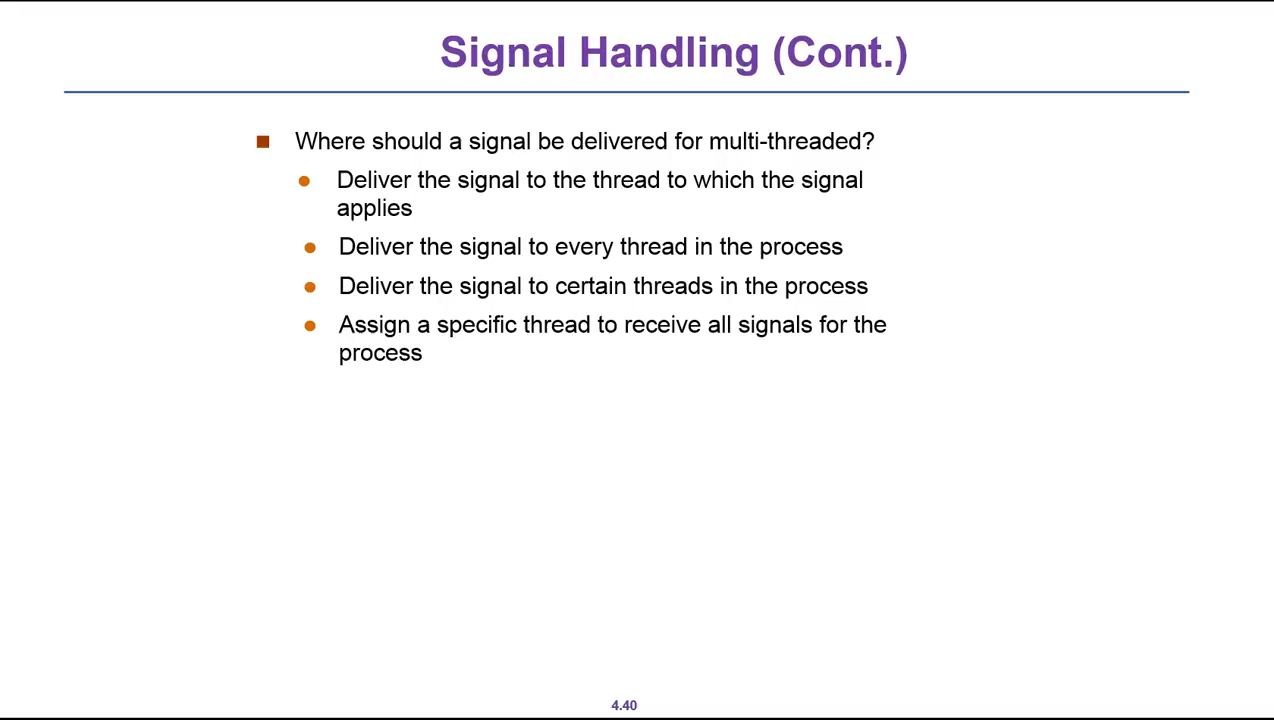 Signal Handling (Cont.)
Where should a signal be delivered for multi-threaded?
Deliver the signal to the thread to which the signal
applies
Deliver the signal to every thread in the process
Deliver the signal to certain threads in the process
Assign a specific thread to receive all signals for the
process
4.40